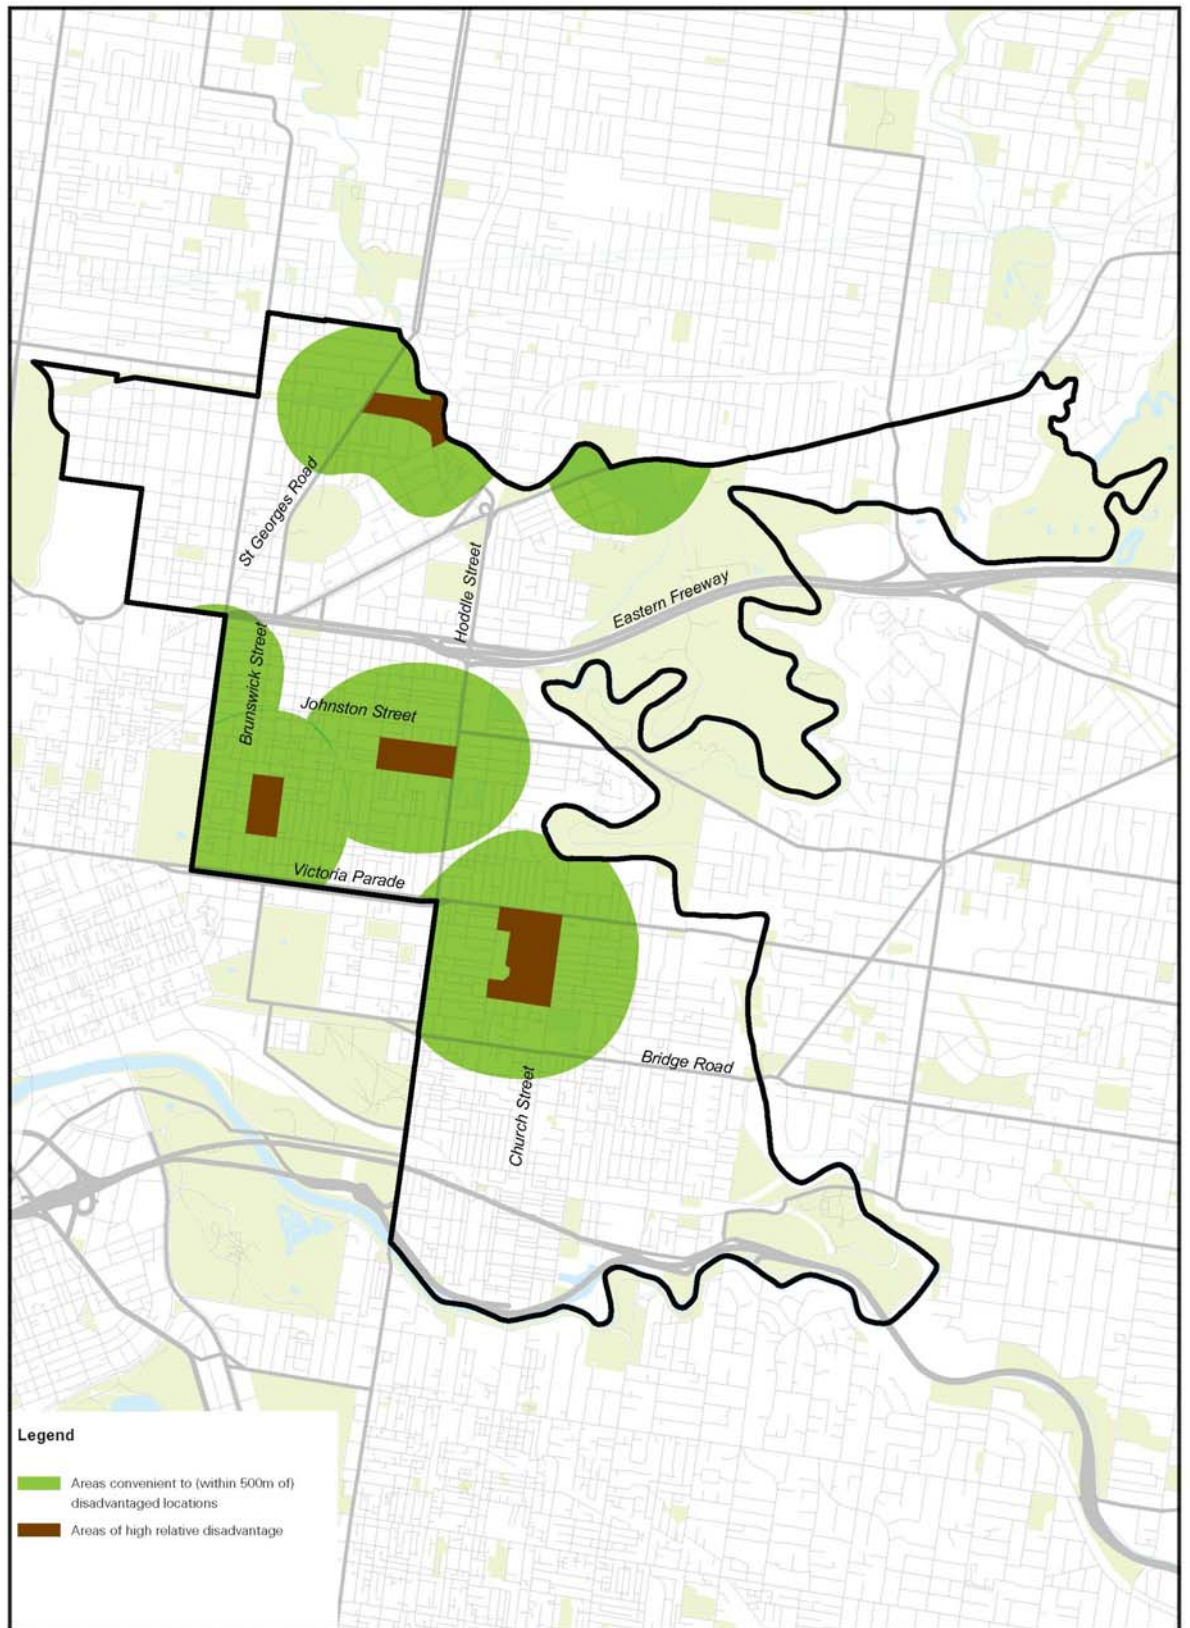 St Georges Road
Hoddle Street
Eastern Freeway
Brunswick Street
Johnston Street
Victoria Parade
Bridge Road
Church Street
Legend
Areas convenient to (within 500m of)
disadvantaged locations
Areas of high relative disadvantage